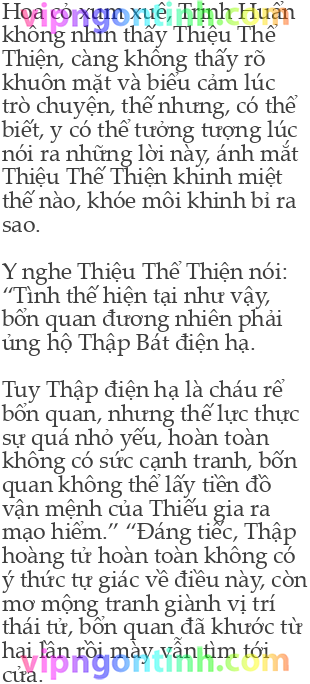 Hoa cỏ xum xuê, Trịnh Huấn
không nhìn thấy Thiệu Thể
Thiện, càng không thấy rõ
khuôn mặt và biểu cảm lúc
trò chuyện, thế nhưng, có thể
biết, y có thể tưởng tượng lúc
nói ra những lời này, ánh mắt
Thiệu Thế Thiện khinh miệt
thế nào, khóe môi khinh bỉ ra
sao.
Y nghe Thiệu Thể Thiện nói:
“Tình thế hiện tại như vậy,
bổn quan đương nhiên phải
ủng hộ Thập Bát điện hạ.
Tuy Thập điện hạ là cháu rể
bổn quan, nhưng thế lực thực
sự quá nhỏ yếu, hoàn toàn
không có sức cạnh tranh, bốn
quan không thể lấy tiền đồ
vận mệnh của Thiếu gia ra
mạo hiểm.” “Đáng tiếc, Thập
hoàng tử hoàn toàn không có
ý thức tự giác về điều này, còn
mơ mộng tranh giành vị trí
thái tử, bổn quan đã khước từ
hai lần rồi mày vẫn tìm tới
cửa.
vipngontinh.com
vipngontinh.com